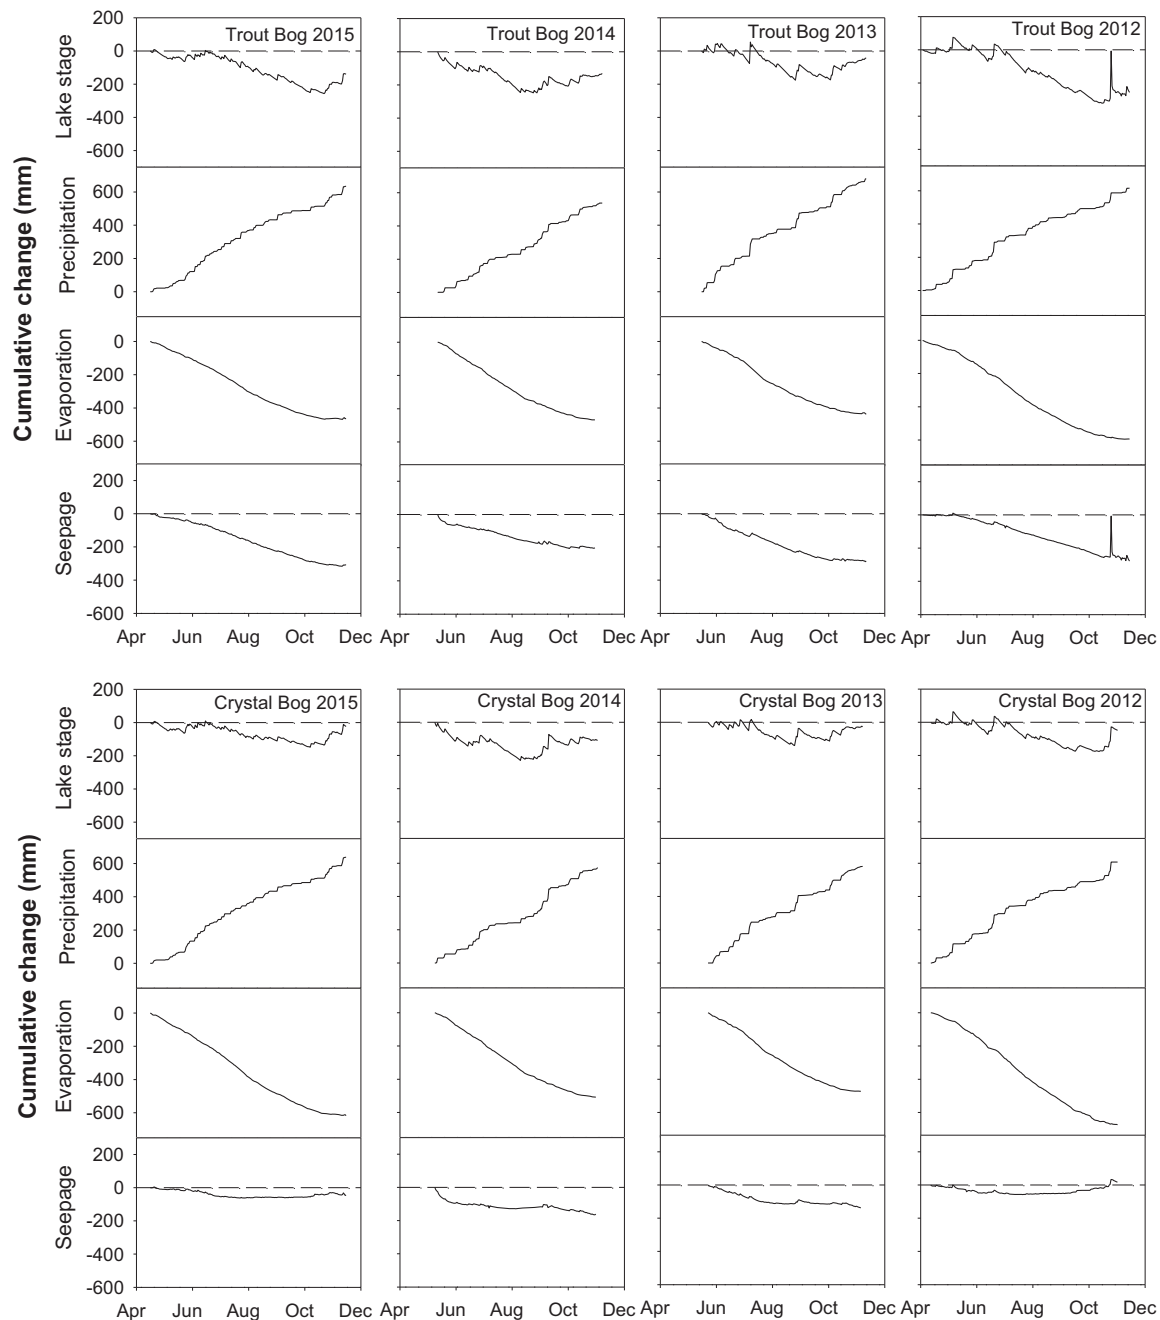 Trout Bog 2015 Trout Bog 2014 Trout Bog 2013 Trout Bog 2012
Cumulative change (mm)
Lake stage
200
0
-200
-400
-600
Precipitation
600
400
200
0
Evaporation
0
-200
-400
-600
Seepage
200
0
-200
-400
-600
Apr Jun Aug Oct Dec Apr Jun Aug Oct Dec Apr Jun Aug Oct Dec Apr Jun Aug Oct Dec
Crystal Bog 2015 Crystal Bog 2014 Crystal Bog 2013 Crystal Bog 2012
Cumulative change (mm)
Lake stage
200
0
-200
-400
-600
Precipitation
600
400
200
0
Evaporation
0
-200
-400
-600
Seepage
200
0
-200
-400
-600
Apr Jun Aug Oct Dec Apr Jun Aug Oct Dec Apr Jun Aug Oct Dec Apr Jun Aug Oct Dec